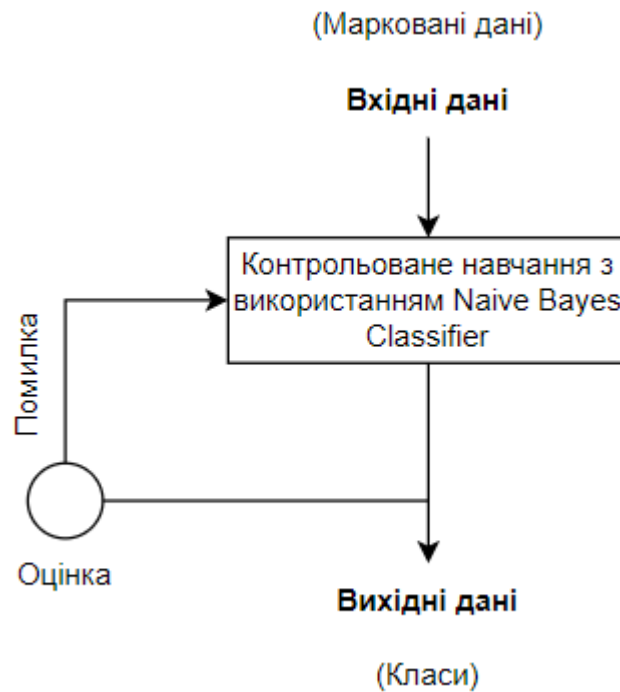 (Марковані дані)
Вхідні дані
Контрольоване навчання з
використанням Naive Bayes
Classifier
Помилка
Оцінка
Вихідні дані
(Класи)